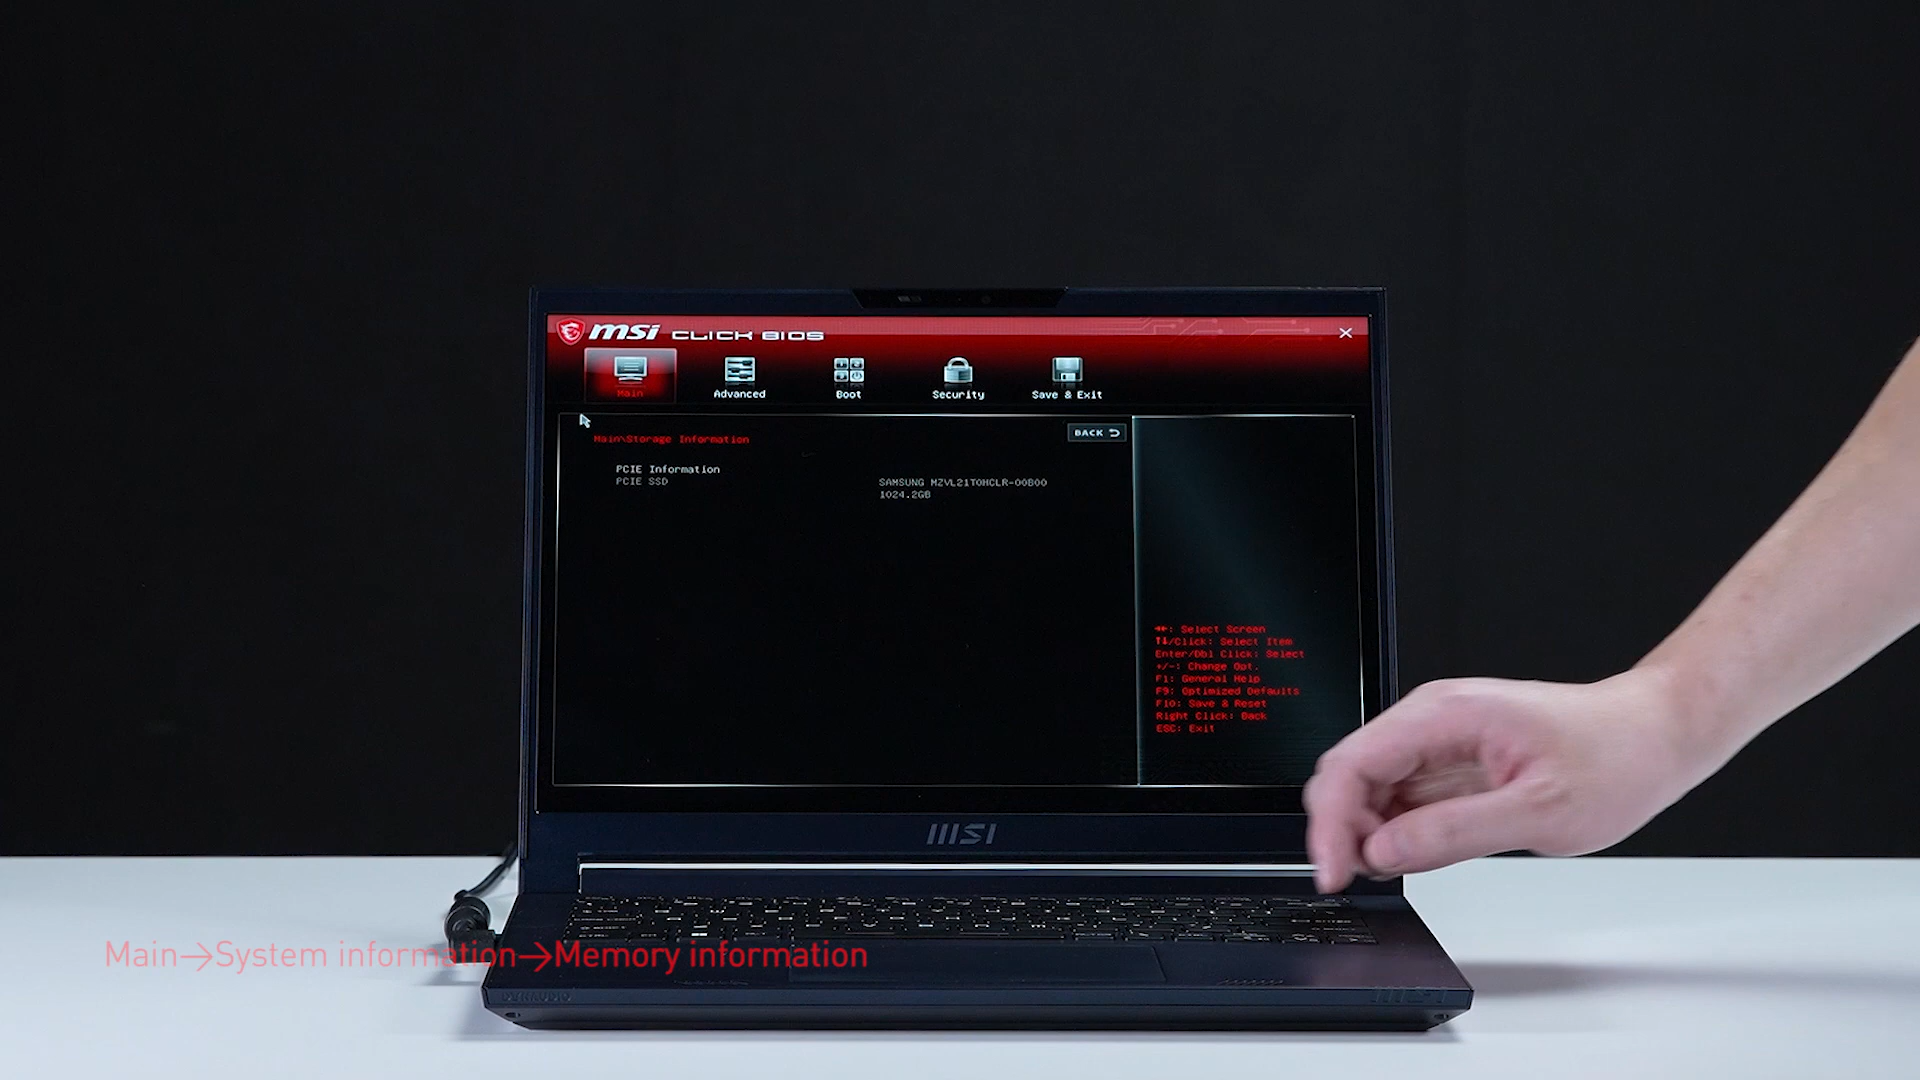 msi CLICK BIOS
Main
Advanced
Boot
Security
Save & Exit
Main\Storage Information
BACK
PCIE Information
PCIE SSD
SAMSUNG MZVL21T0HCLR-00B00
1024.2GB
: Select Screen
↑↓/Click: Select Item
Enter/Dbl Click: Select
+/-: Change Opt.
F1: General Help
F9: Optimized Defaults
F10: Save & Reset
Right Click: Back
ESC: Exit
msi
Main→System information→Memory information
DYNAUDIO
msi